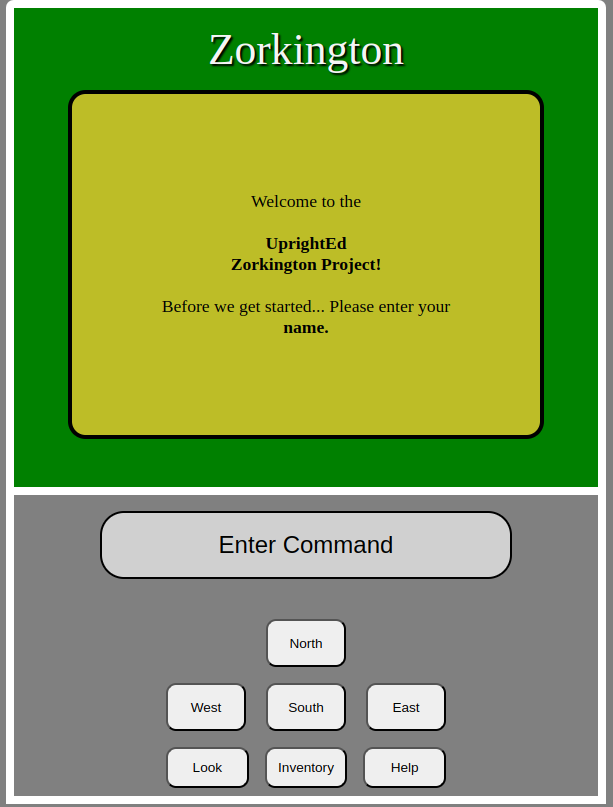 Zorkington
Welcome to the
UprightEd
Zorkington Project!
Before we get started... Please enter your
name.
Enter Command
North
West South East
Look Inventory Help